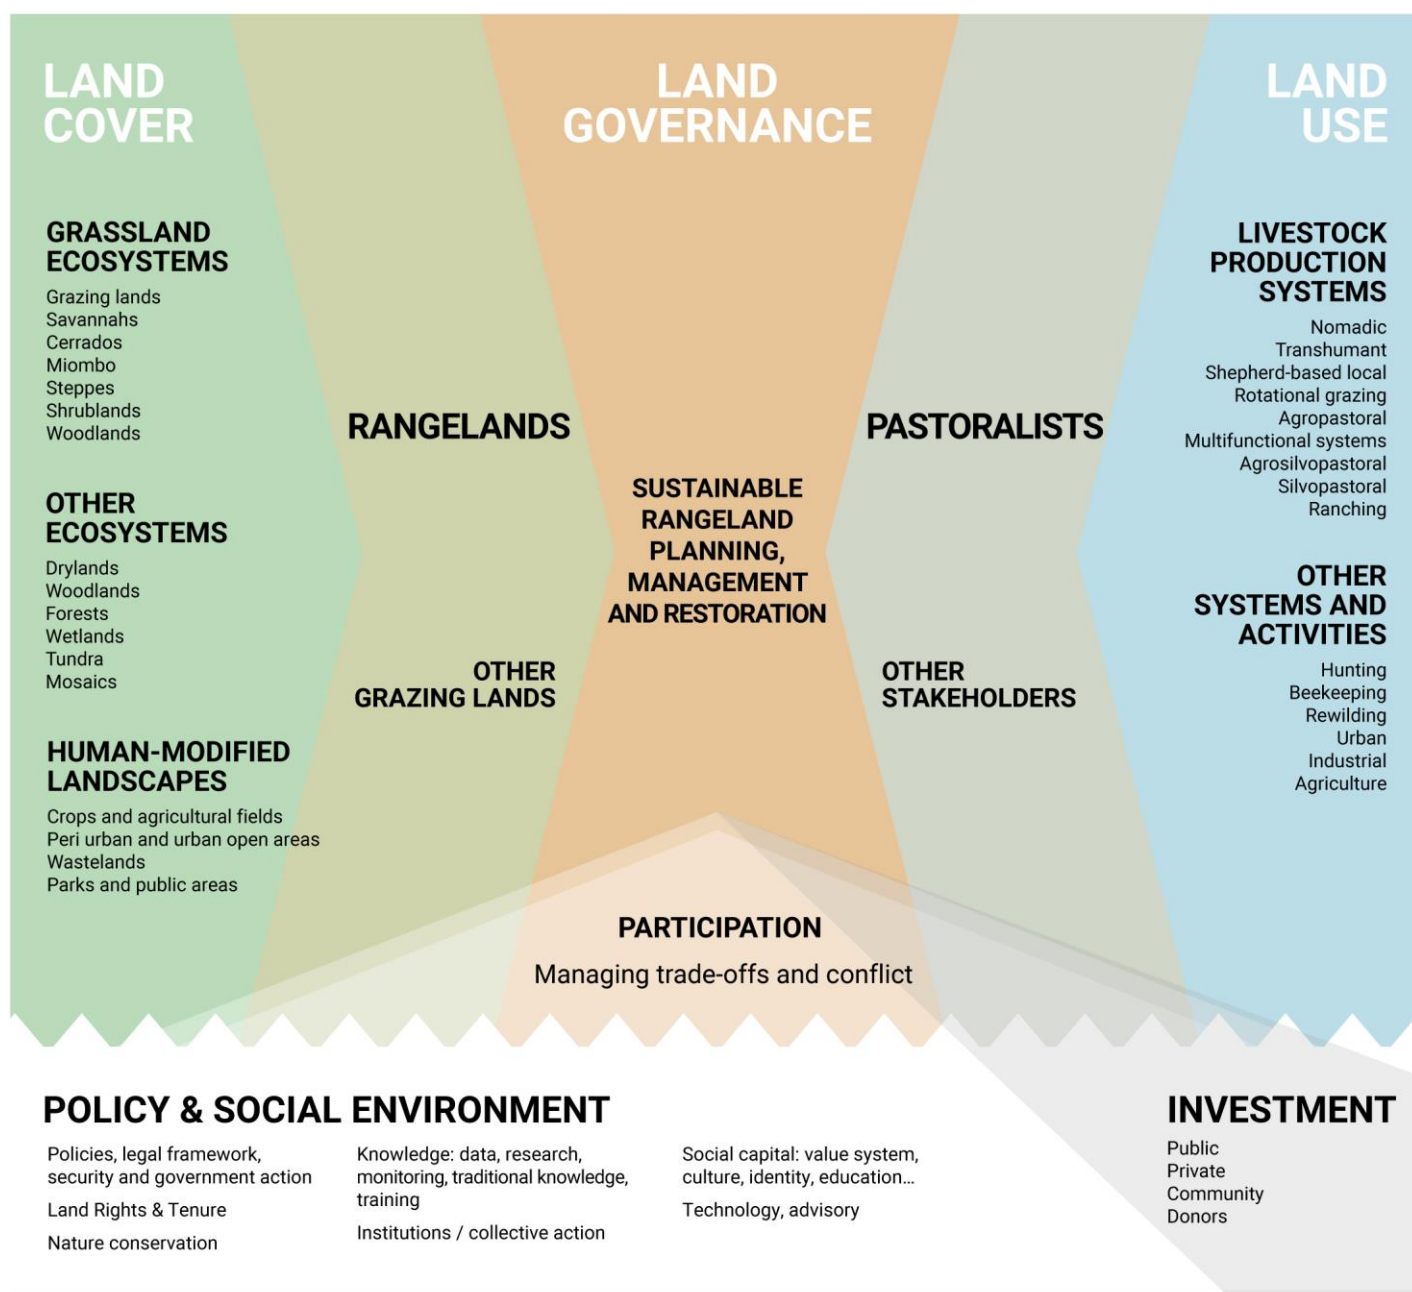 LAND
COVER
GRASSLAND
ECOSYSTEMS
Grazing lands
Savannahs
Cerrados
Miombo
Steppes
Shrublands
Woodlands
OTHER
ECOSYSTEMS
Drylands
Woodlands
Forests
Wetlands
Tundra
Mosaics
HUMAN-MODIFIED
LANDSCAPES
Crops and agricultural fields
Peri urban and urban open areas
Wastelands
Parks and public areas
RANGELANDS
OTHER
GRAZING LANDS
LAND
GOVERNANCE
SUSTAINABLE
RANGELAND
PLANNING,
MANAGEMENT
AND RESTORATION
PARTICIPATION
Managing trade-offs and conflict
PASTORALISTS
OTHER
STAKEHOLDERS
LAND
USE
LIVESTOCK
PRODUCTION
SYSTEMS
Nomadic
Transhumant
Shepherd-based local
Rotational grazing
Agropastoral
Multifunctional systems
Agrosilvopastoral
Silvopastoral
Ranching
OTHER
SYSTEMS AND
ACTIVITIES
Hunting
Beekeeping
Rewilding
Urban
Industrial
Agriculture
POLICY & SOCIAL ENVIRONMENT
Policies, legal framework,
security and government action
Land Rights & Tenure
Nature conservation
Knowledge: data, research,
monitoring, traditional knowledge,
training
Institutions / collective action
Social capital: value system,
culture, identity, education...
Technology, advisory
INVESTMENT
Public
Private
Community
Donors